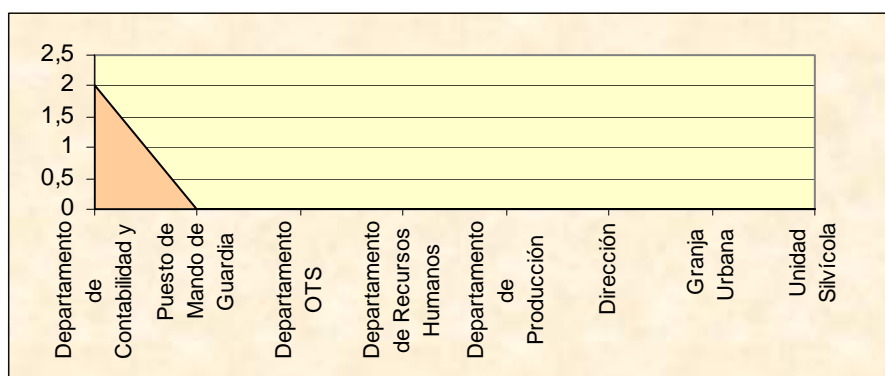 2,5
2
1,5
1
0,5
0
Departamento
de
Contabilidad y
Puesto de
Mando de
Guardia
Departamento
OTS
Departamento
de Recursos
Humanos
Departamento
de
Producción
Dirección
Granja
Urbana
Unidad
Silvícola